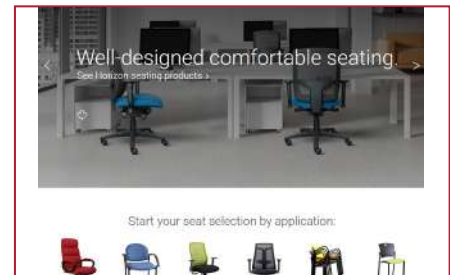 Well-designed comfortable seating.
See Horizon seating products >
Start your seat selection by application: